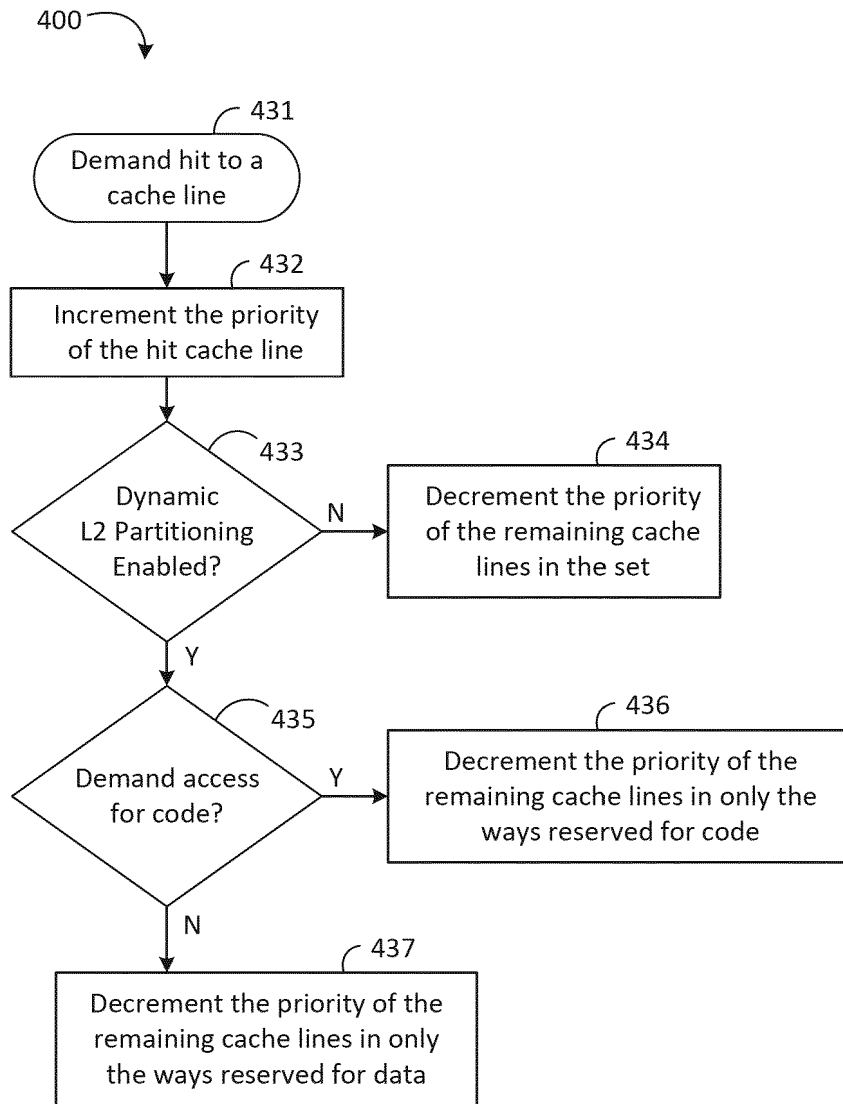 400
431
Demand hit to a
cache line
432
Increment the priority
of the hit cache line
433
Dynamic
L2 Partitioning
Enabled?
N
434
Decrement the priority
of the remaining cache
lines in the set
Y
435
Demand access
for code?
Y
436
Decrement the priority of the
remaining cache lines in only the
ways reserved for code
N
437
Decrement the priority of the
remaining cache lines in only
the ways reserved for data